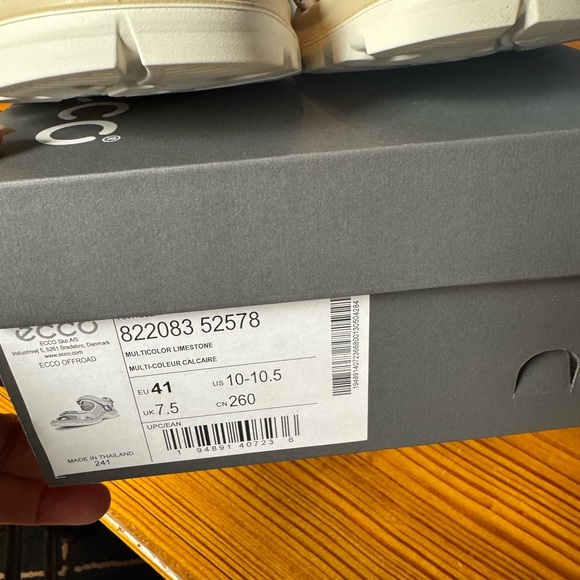 ecco®
ecco
ECCO Sko A/S
Industrivej 5, 6261 Bredebro, Denmark
www.ecco.com
ECCO OFFROAD
822083 52578
MULTICOLOR LIMESTONE
MULTI-COLEUR CALCAIRE
EU 41 US 10-10.5
UK 7.5 CN 260
UPC/EAN
1 94891 40723 6
MADE IN THAILAND
241